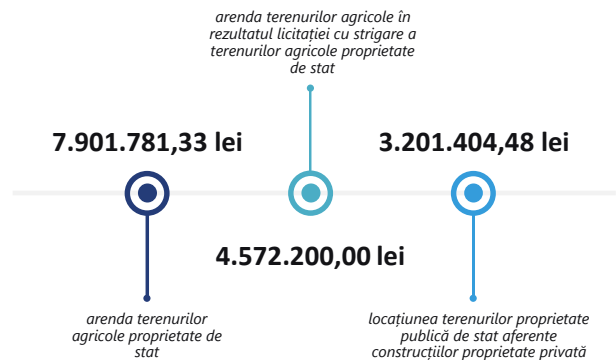 arenda terenurilor agricole în
rezultatul licitației cu strigare a
terenurilor agricole proprietate
de stat
7.901.781,33 lei
3.201.404,48 lei
4.572.200,00 lei
arenda terenurilor
agricole proprietate de
stat
locațiunea terenurilor proprietate
publică de stat aferente
construcțiilor proprietate privată